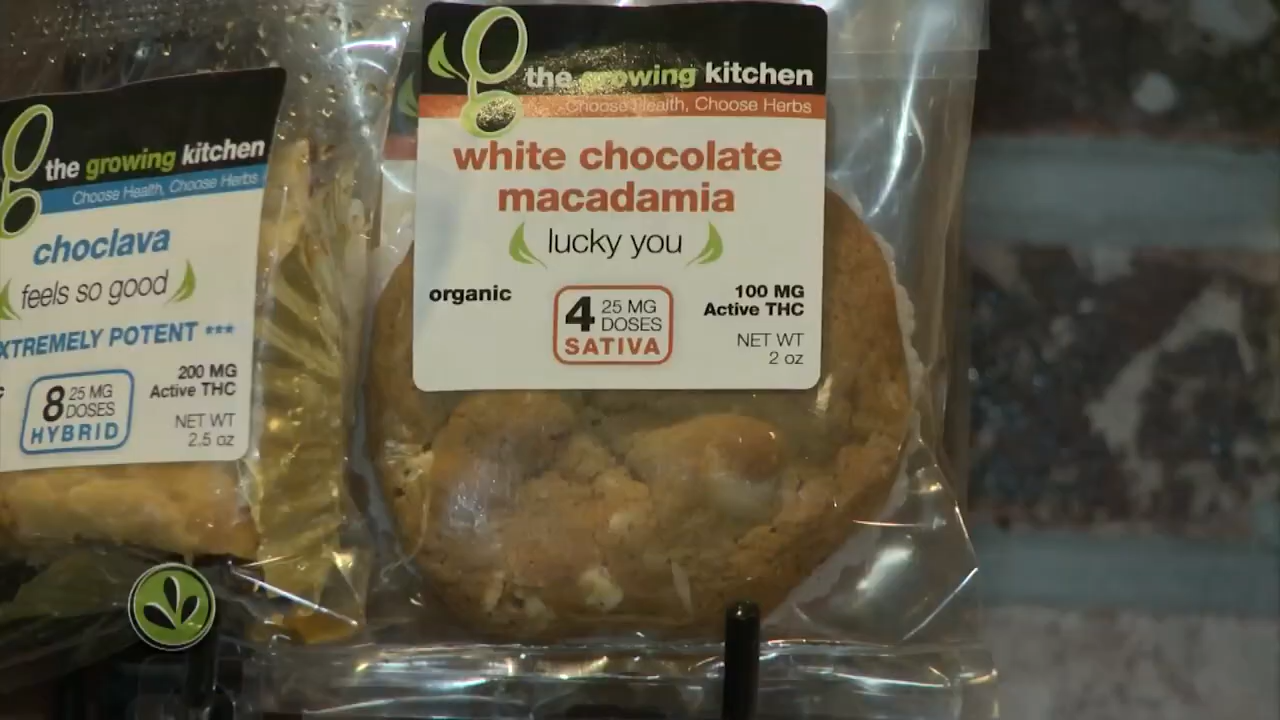 the growing kitchen
Choose Health, Choose Herbs
choclava
feels so good
XTREMELY POTENT ***
8 25 MG
DOSES
HYBRID
200 MG
Active THC
NET WT
2.5 oz
the growing kitchen
Choose Health, Choose Herbs
white chocolate
macadamia
lucky you
organic
4 25 MG
DOSES
SATIVA
100 MG
Active THC
NET WT
2 oz